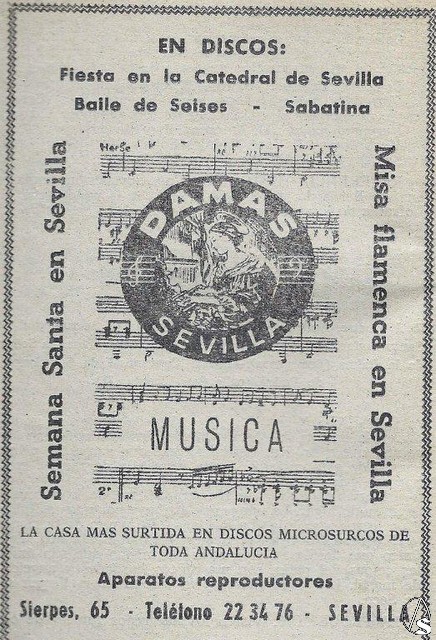 EN DISCOS:
Fiesta en la Catedral de Sevilla
Baile de Seises - Sabatina
Semana Santa en Sevilla
Misa flamenca en Sevilla
DAMAS
SEVILLA
MUSICA
LA CASA MAS SURTIDA EN DISCOS MICROSURCOS DE
TODA ANDALUCIA
Aparatos reproductores
Sierpes, 65 - Teléfono 22 34 76 - SEVILLA